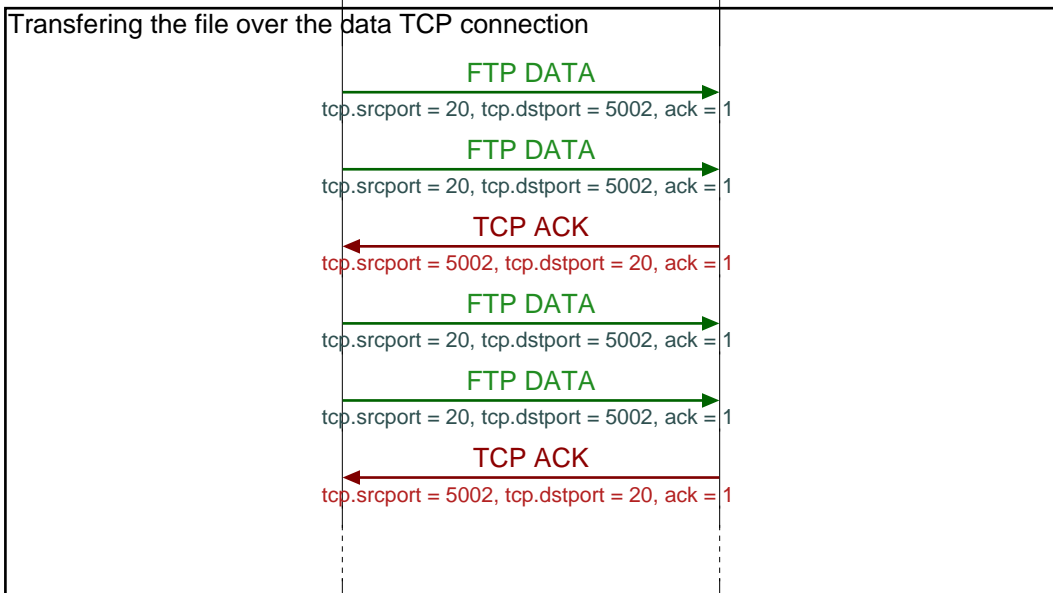 Transfering the file over the data TCP connection
FTP DATA
tcp.srcport = 20, tcp.dstport = 5002, ack = 1
FTP DATA
tcp.srcport = 20, tcp.dstport = 5002, ack = 1
TCP ACK
tcp.srcport = 5002, tcp.dstport = 20, ack = 1
FTP DATA
tcp.srcport = 20, tcp.dstport = 5002, ack = 1
FTP DATA
tcp.srcport = 20, tcp.dstport = 5002, ack = 1
TCP ACK
tcp.srcport = 5002, tcp.dstport = 20, ack = 1